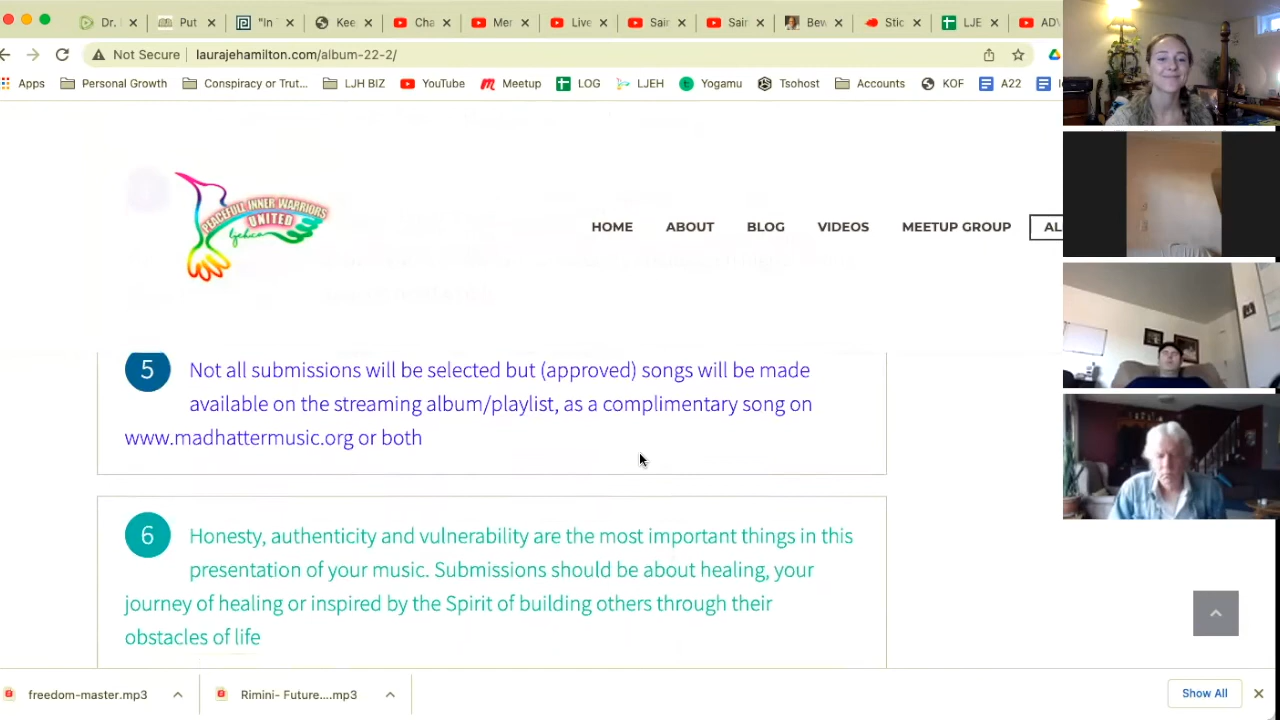 Dr.
Put
"In
Kee
Cha
Mer
Live
Sair
Sair
Bew
Stic
LJE
AD
Not Secure
laurajehamilton.com/album-22-2/
Apps
Personal Growth
Conspiracy or Trut...
LJH BIZ
YouTube
Meetup
LOG
LJEH
Yogamu
Tsohost
Accounts
KOF
A22
PEACEFULL INNER WARRIORS
UNITED
HOME
ABOUT
BLOG
VIDEOS
MEETUP GROUP
AL
5
Not all submissions will be selected but (approved) songs will be made
available on the streaming album/playlist, as a complimentary song on
www.madhattermusic.org or both
6
Honesty, authenticity and vulnerability are the most important things in this
presentation of your music. Submissions should be about healing, your
journey of healing or inspired by the Spirit of building others through their
obstacles of life
freedom-master.mp3
Rimini- Future....mp3
Show All